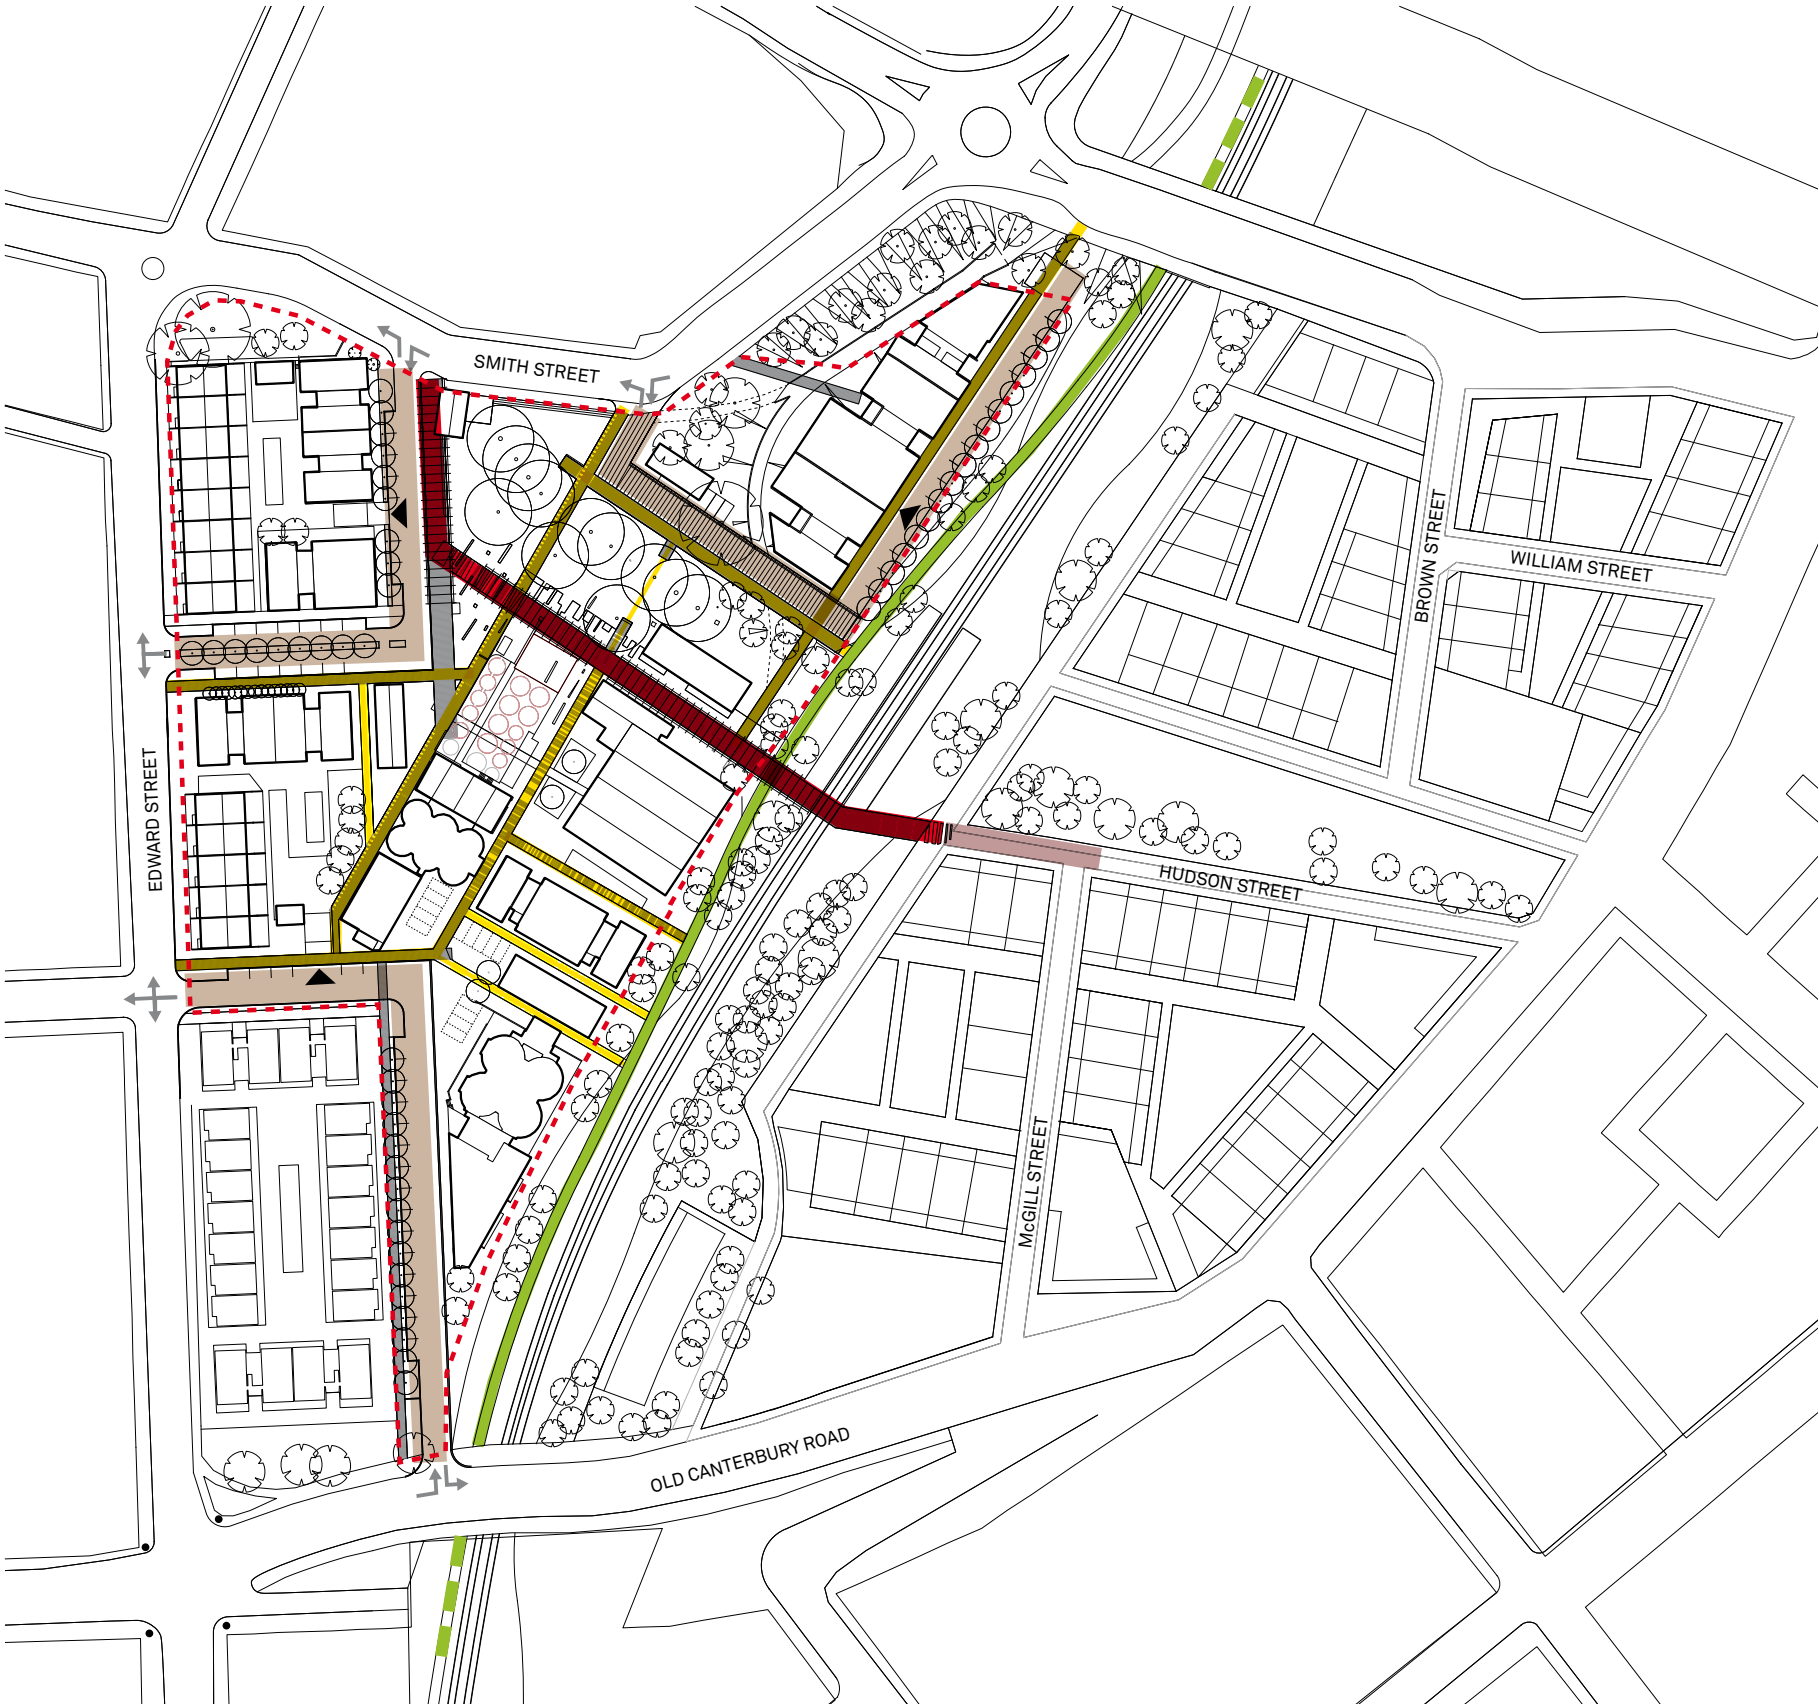 SMITH STREET
BROWN STREET
WILLIAM STREET
EDWARD STREET
HUDSON STREET
McGILL STREET
OLD CANTERBURY ROAD